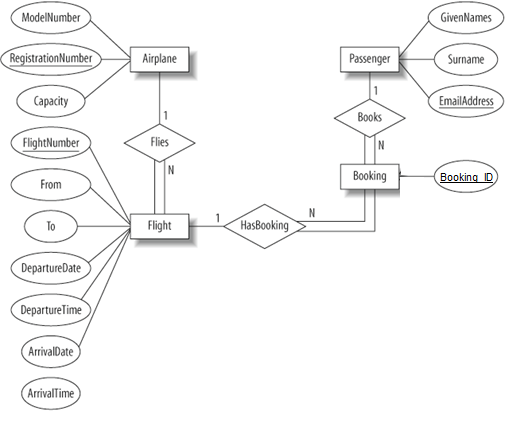 ModelNumber
GivenNames
RegistrationNumber
Airplane
Passenger
Surname
Capacity
1
1
EmailAddress
Books
FlightNumber
Flies
N
N
From
Booking
Booking_ID
To
Flight
1
HasBooking
N
DepartureDate
DepartureTime
ArrivalDate
ArrivalTime